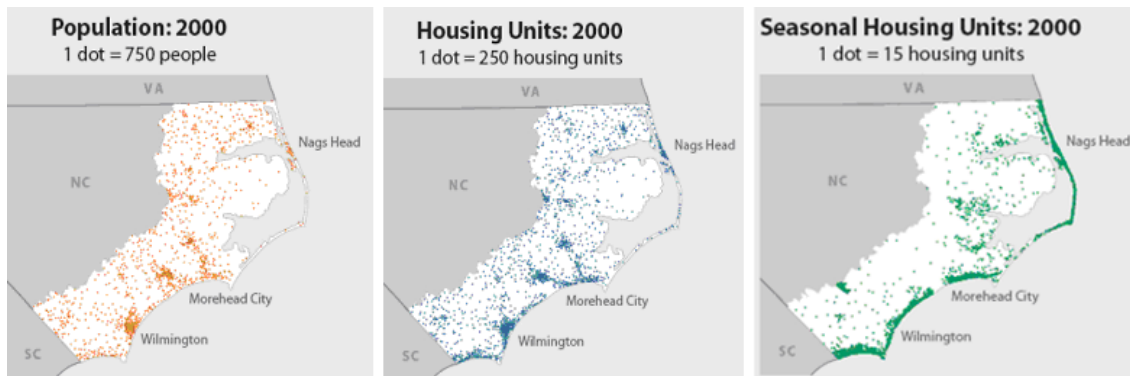 Population: 2000
1 dot = 750 people
VA
Nags Head
NC
Morehead City
Wilmington
SC
Housing Units: 2000
1 dot = 250 housing units
VA
Nags Head
NC
Morehead City
Wilmington
SC
Seasonal Housing Units: 2000
1 dot = 15 housing units
VA
Nags Head
NC
Morehead City
Wilmington
SC